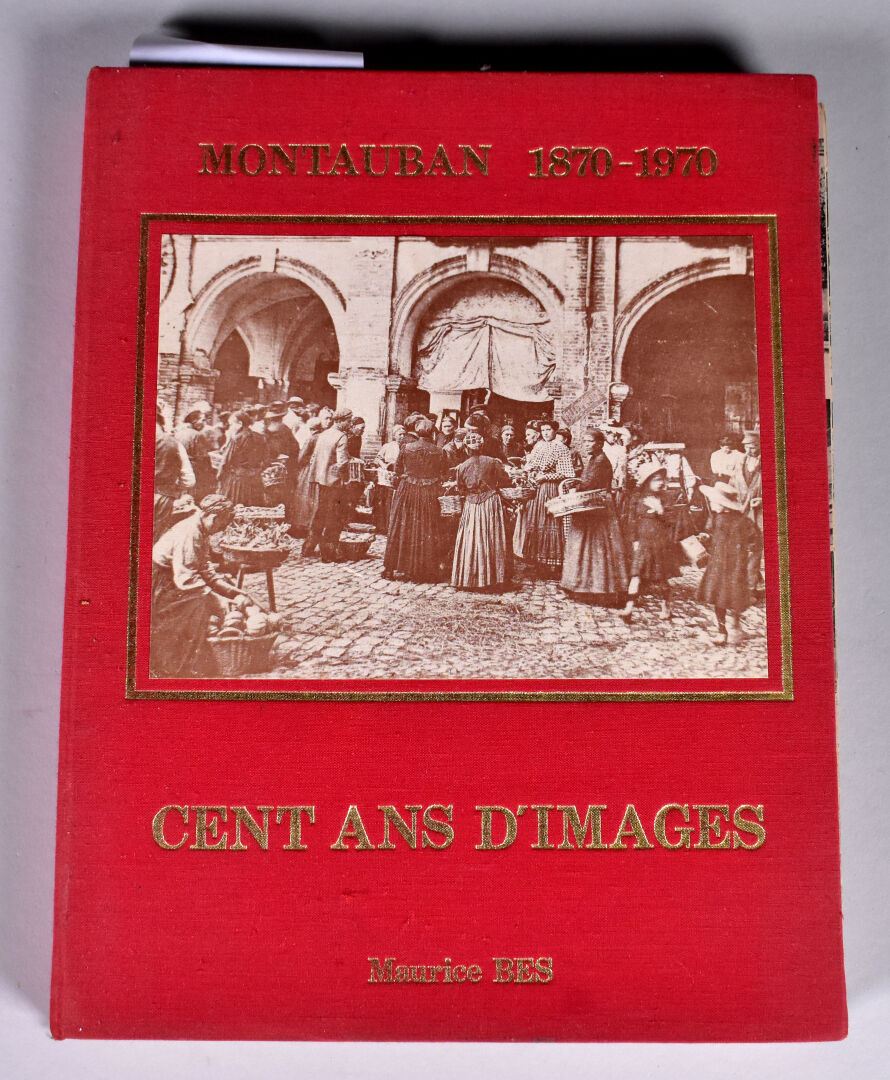 MONTAUBAN 1870-1970
CENT ANS D'IMAGES
Maurice BES